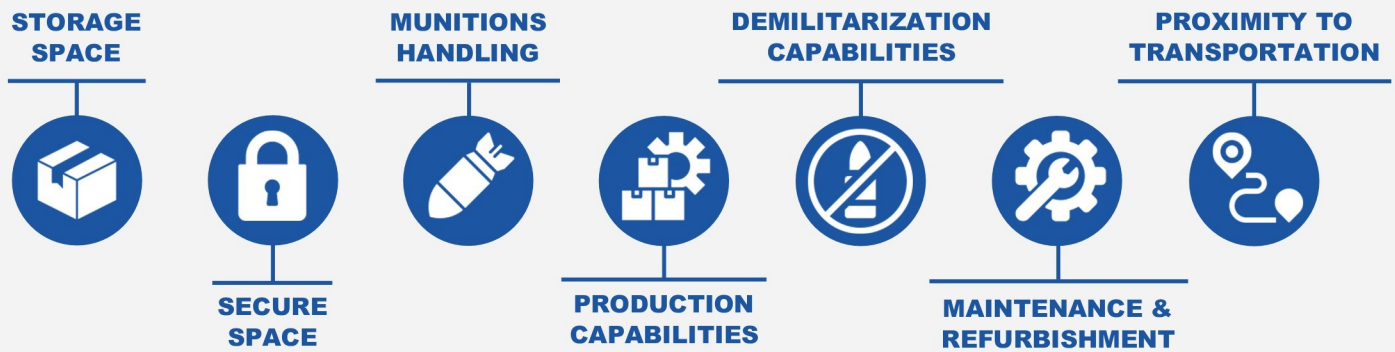 STORAGE
SPACE
SECURE
SPACE
MUNITIONS
HANDLING
PRODUCTION
CAPABILITIES
DEMILITARIZATION
CAPABILITIES
MAINTENANCE &
REFURBISHMENT
PROXIMITY TO
TRANSPORTATION